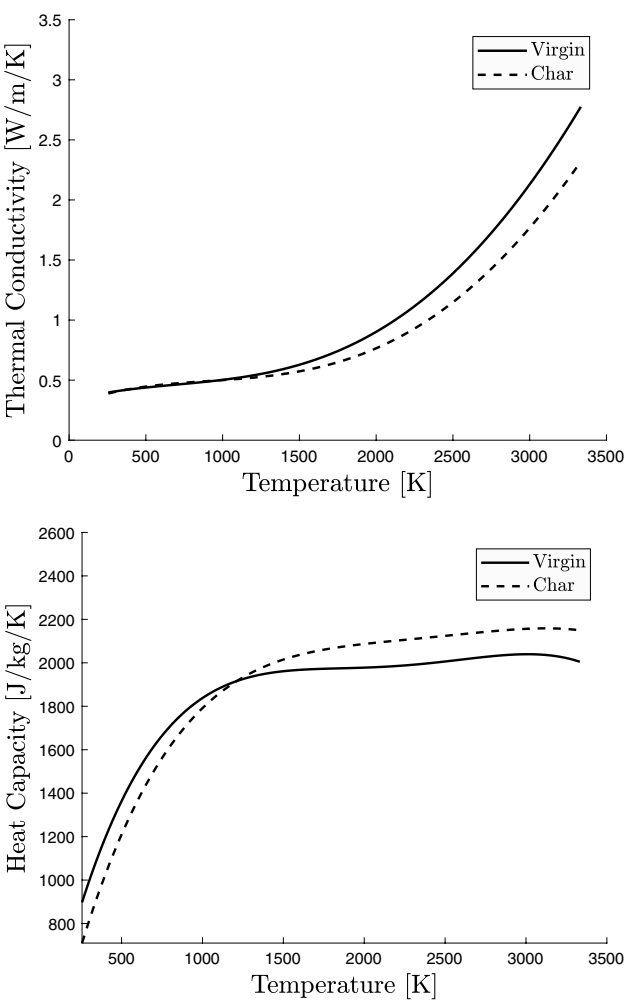 3.5
3
2.5
2
1.5
1
0.5
0
Thermal Conductivity [W/m/K]
Virgin
Char
0 500 1000 1500 2000 2500 3000 3500
Temperature [K]
2600
2400
2200
2000
1800
1600
1400
1200
1000
800
Heat Capacity [J/kg/K]
Virgin
Char
500 1000 1500 2000 2500 3000 3500
Temperature [K]